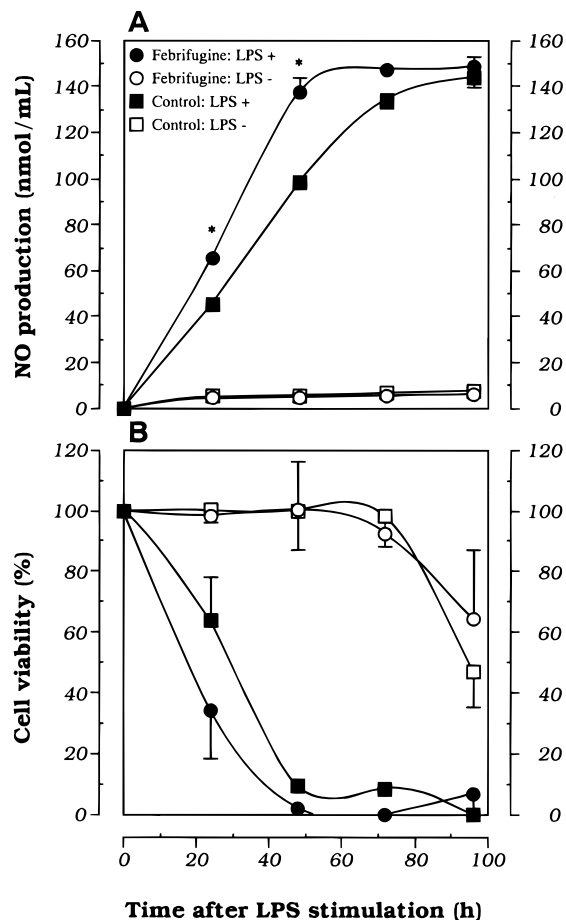 A
160 160
Febrifugine: LPS +
140 Febrifugine: LPS - 140
Control: LPS +
120 Control: LPS - 120
100 100
80 80
60 60
40 40
20 20
0 0
NO production (nmol/mL)
*
*
B
120 120
100 100
80 80
60 60
40 40
20 20
0 0
Cell viability (%)
0 20 40 60 80 100
Time after LPS stimulation (h)